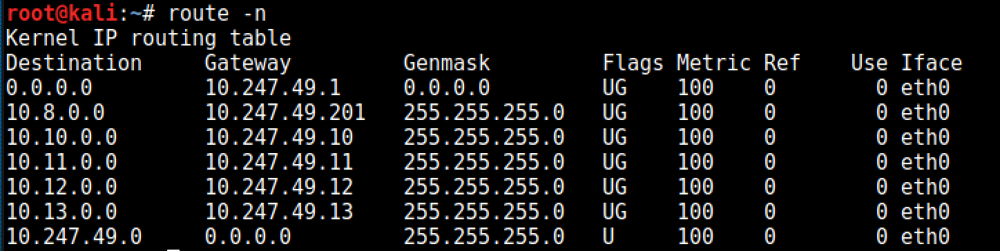 root@kali:~# route -n
Kernel IP routing table
Destination     Gateway         Genmask         Flags Metric Ref    Use Iface
0.0.0.0         10.247.49.1     0.0.0.0         UG    100    0        0 eth0
10.8.0.0        10.247.49.201   255.255.255.0   UG    100    0        0 eth0
10.10.0.0       10.247.49.10    255.255.255.0   UG    100    0        0 eth0
10.11.0.0       10.247.49.11    255.255.255.0   UG    100    0        0 eth0
10.12.0.0       10.247.49.12    255.255.255.0   UG    100    0        0 eth0
10.13.0.0       10.247.49.13    255.255.255.0   UG    100    0        0 eth0
10.247.49.0     0.0.0.0         255.255.255.0   U     100    0        0 eth0